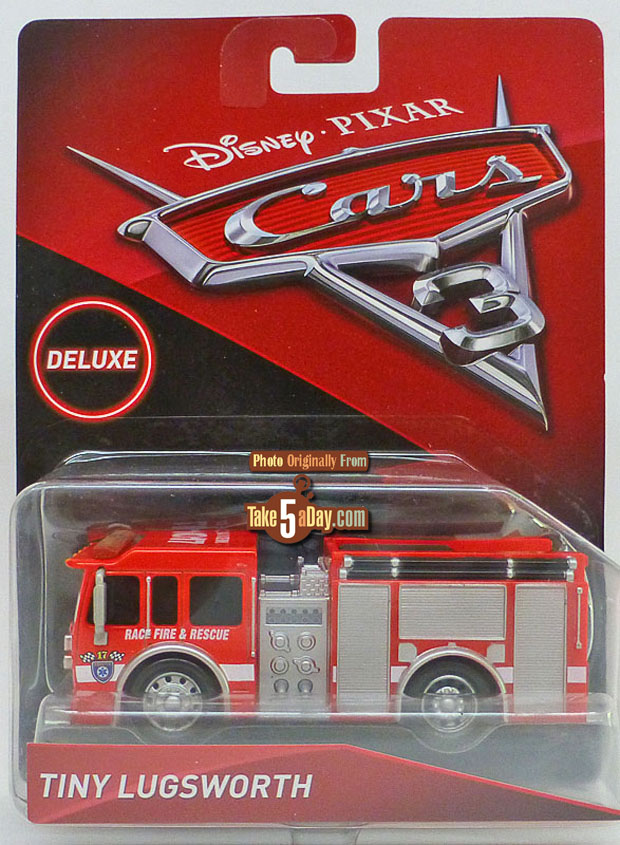 Disney · PIXAR
Cars
3
DELUXE
Photo Originally From
Take5aDay.com
RACE FIRE & RESCUE
17
TINY LUGSWORTH